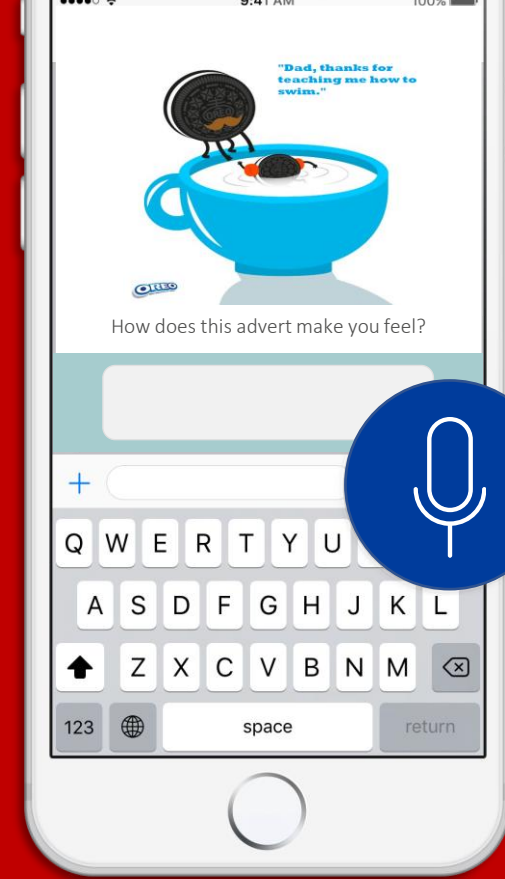 9:41 AM 100%
"Dad, thanks for
teaching me how to
swim."
OREO
How does this advert make you feel?
Q W E R T Y U
A S D F G H J K L
Z X C V B N M
123 space return